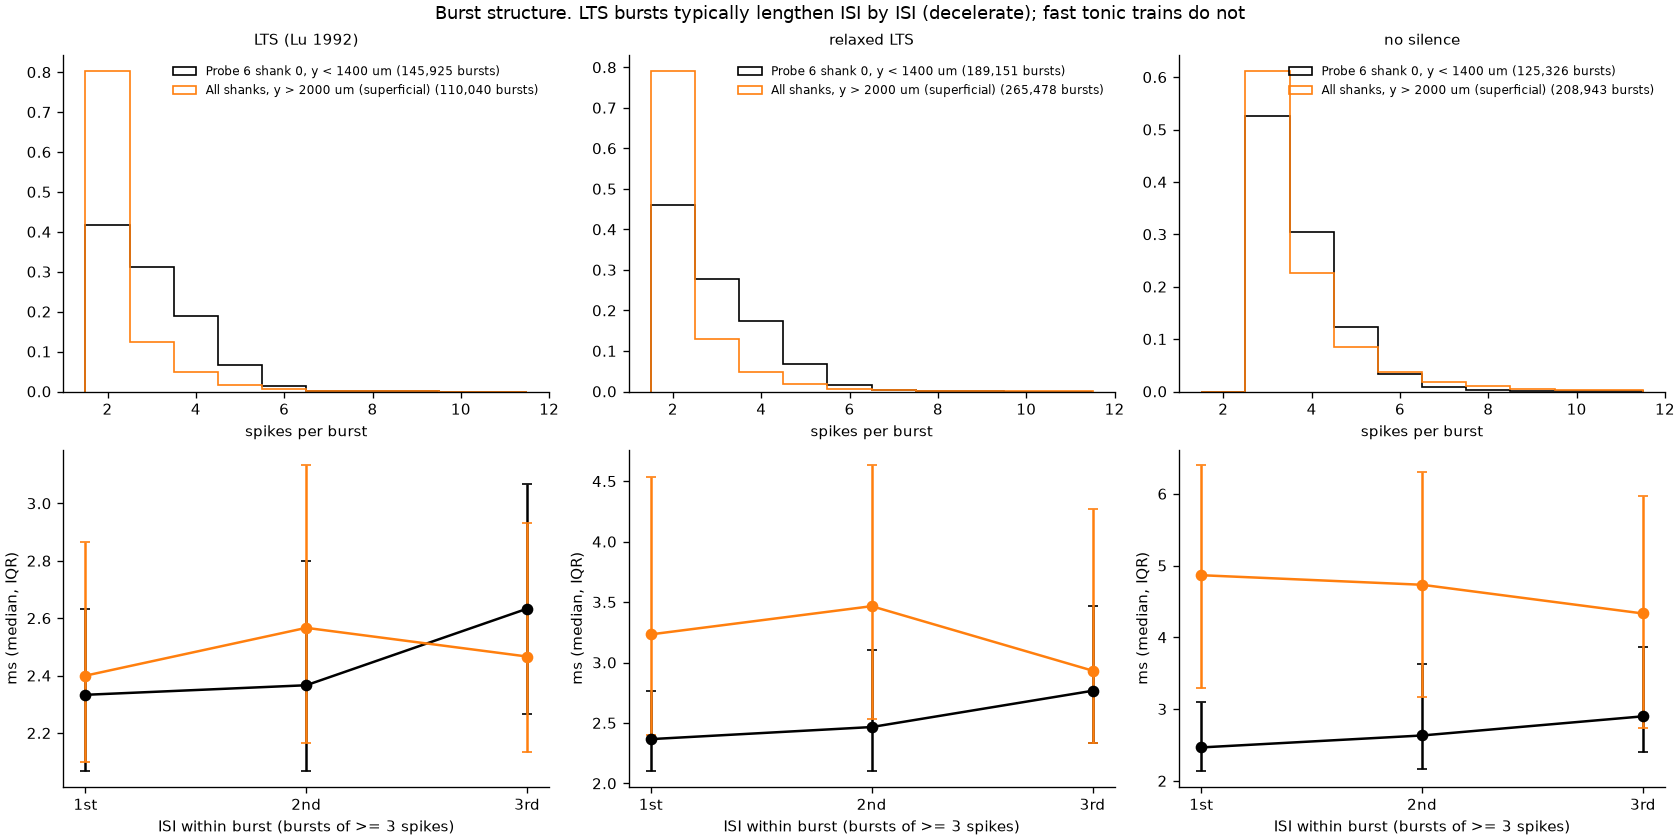 Burst structure. LTS bursts typically lengthen ISI by ISI (decelerate); fast tonic trains do not
LTS (Lu 1992)
Probe 6 shank 0, y < 1400 um (145,925 bursts)
All shanks, y > 2000 um (superficial) (110,040 bursts)
0.8
0.7
0.6
0.5
0.4
0.3
0.2
0.1
0.0
2 4 6 8 10 12
spikes per burst
relaxed LTS
Probe 6 shank 0, y < 1400 um (189,151 bursts)
All shanks, y > 2000 um (superficial) (265,478 bursts)
0.8
0.7
0.6
0.5
0.4
0.3
0.2
0.1
0.0
2 4 6 8 10 12
spikes per burst
no silence
Probe 6 shank 0, y < 1400 um (125,326 bursts)
All shanks, y > 2000 um (superficial) (208,943 bursts)
0.6
0.5
0.4
0.3
0.2
0.1
0.0
2 4 6 8 10 12
spikes per burst
ms (median, IQR)
3.0
2.8
2.6
2.4
2.2
1st 2nd 3rd
ISI within burst (bursts of >= 3 spikes)
ms (median, IQR)
4.5
4.0
3.5
3.0
2.5
2.0
1st 2nd 3rd
ISI within burst (bursts of >= 3 spikes)
ms (median, IQR)
6
5
4
3
2
1st 2nd 3rd
ISI within burst (bursts of >= 3 spikes)